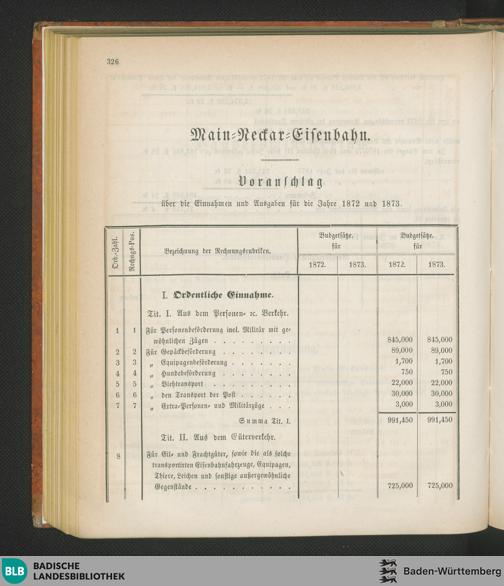 326
Main-Neckar-Eisenbahn.
Voranschlag
über die Einnahmen und Ausgaben für die Jahre 1872 und 1873.
Ord.-Zahl. Rechngs-Pos. Bezeichnung der Rechnungsrubriken. Budgetsätze. für Budgetsätze. für
1872. 1873. 1872. 1873.
I. Ordentliche Einnahme.
Tit. I. Aus dem Personen- ec. Verkehr.
1 1 Für Personenbeförderung incl. Militär mit ge-
wöhnlichen Zügen . . . . . . . . . 845,000 845,000
2 2 Für Gepäckbeförderung . . . . . . . . 89,000 89,000
3 3 „ Equipagenbeförderung . . . . . . . 1,700 1,700
4 4 „ Hundebeförderung . . . . . . . . 750 750
5 5 „ Viehtransport . . . . . . . . . 22,000 22,000
6 6 „ den Transport der Post . . . . . . 30,000 30,000
7 7 „ Extra-Personen- und Militärzüge . . . 3,000 3,000
Summa Tit. I. 991,450 991,450
Tit. II. Aus dem Güterverkehr.
8 Für Eil- und Frachtgüter, sowie die als solche
transportirten Eisenbahnfahrzeuge, Equipagen,
Thiere, Leichen und sonstige außergewöhnliche
Gegenstände . . . . . . . . . . 725,000 725,000
BLB BADISCHE
LANDESBIBLIOTHEK
Baden-Württemberg